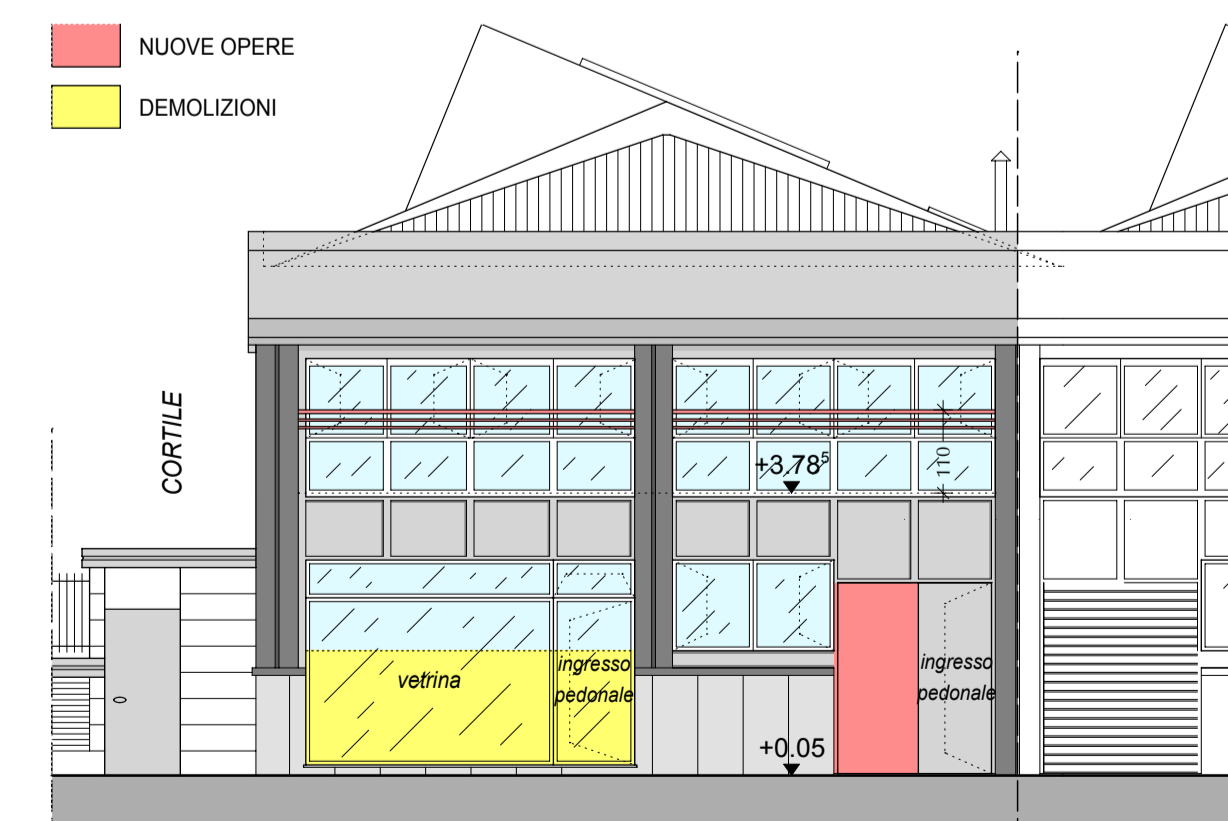 NUOVE OPERE
DEMOLIZIONI
CORTILE
+3.78⁵
110
vetrina
ingresso
pedonale
ingresso
pedonale
+0.05